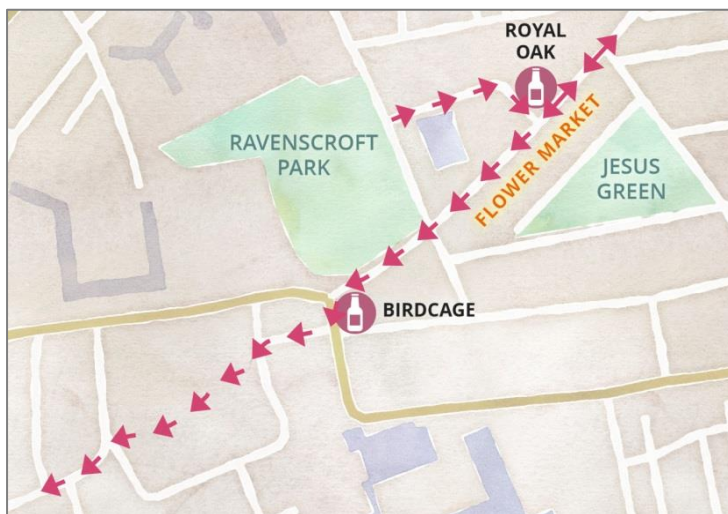 ROYAL
OAK
RAVENSCROFT
PARK
FLOWER MARKET
JESUS
GREEN
BIRDCAGE